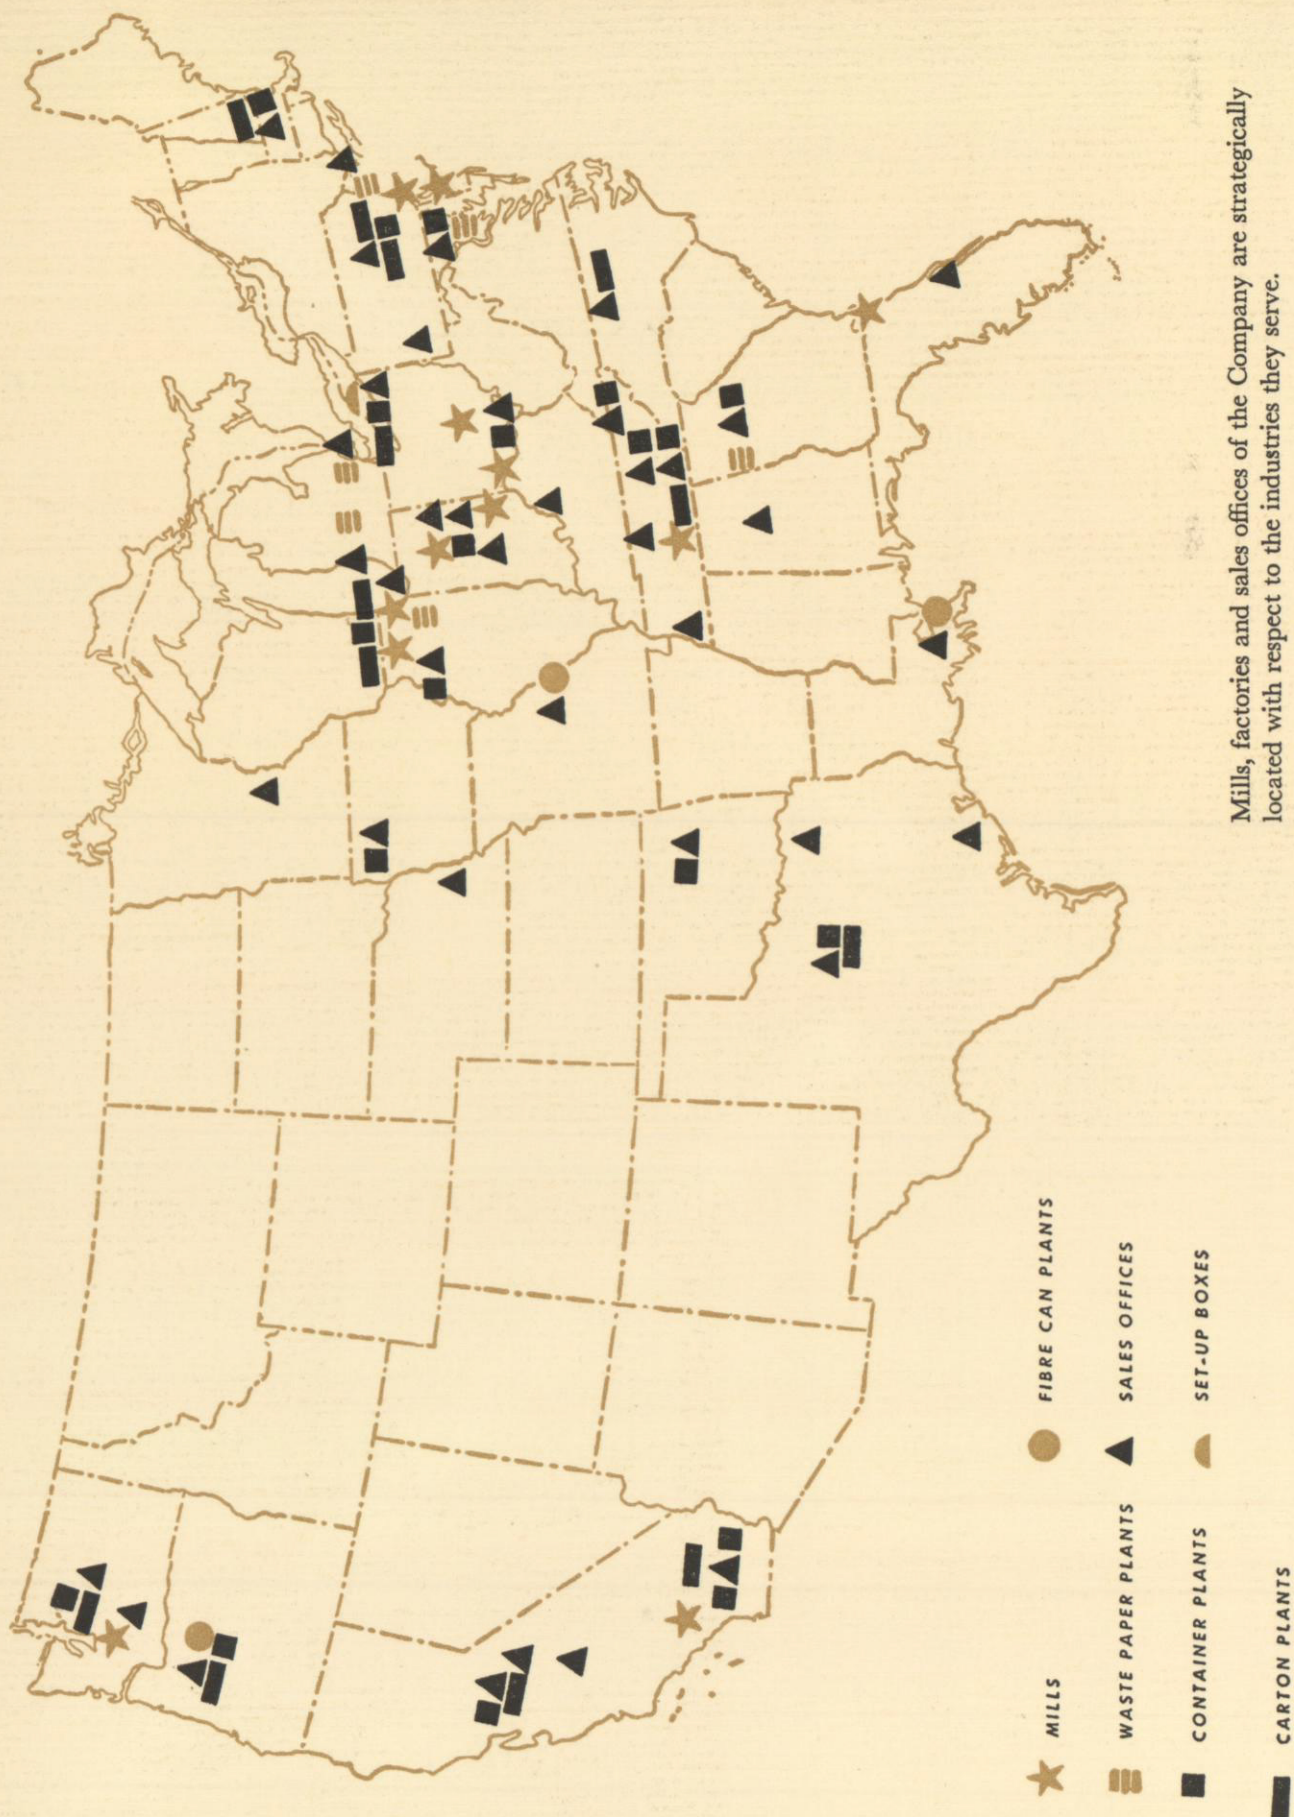 MILLS
WASTE PAPER PLANTS
CONTAINER PLANTS
CARTON PLANTS
FIBRE CAN PLANTS
SALES OFFICES
SET-UP BOXES
Mills, factories and sales offices of the Company are strategically
located with respect to the industries they serve.